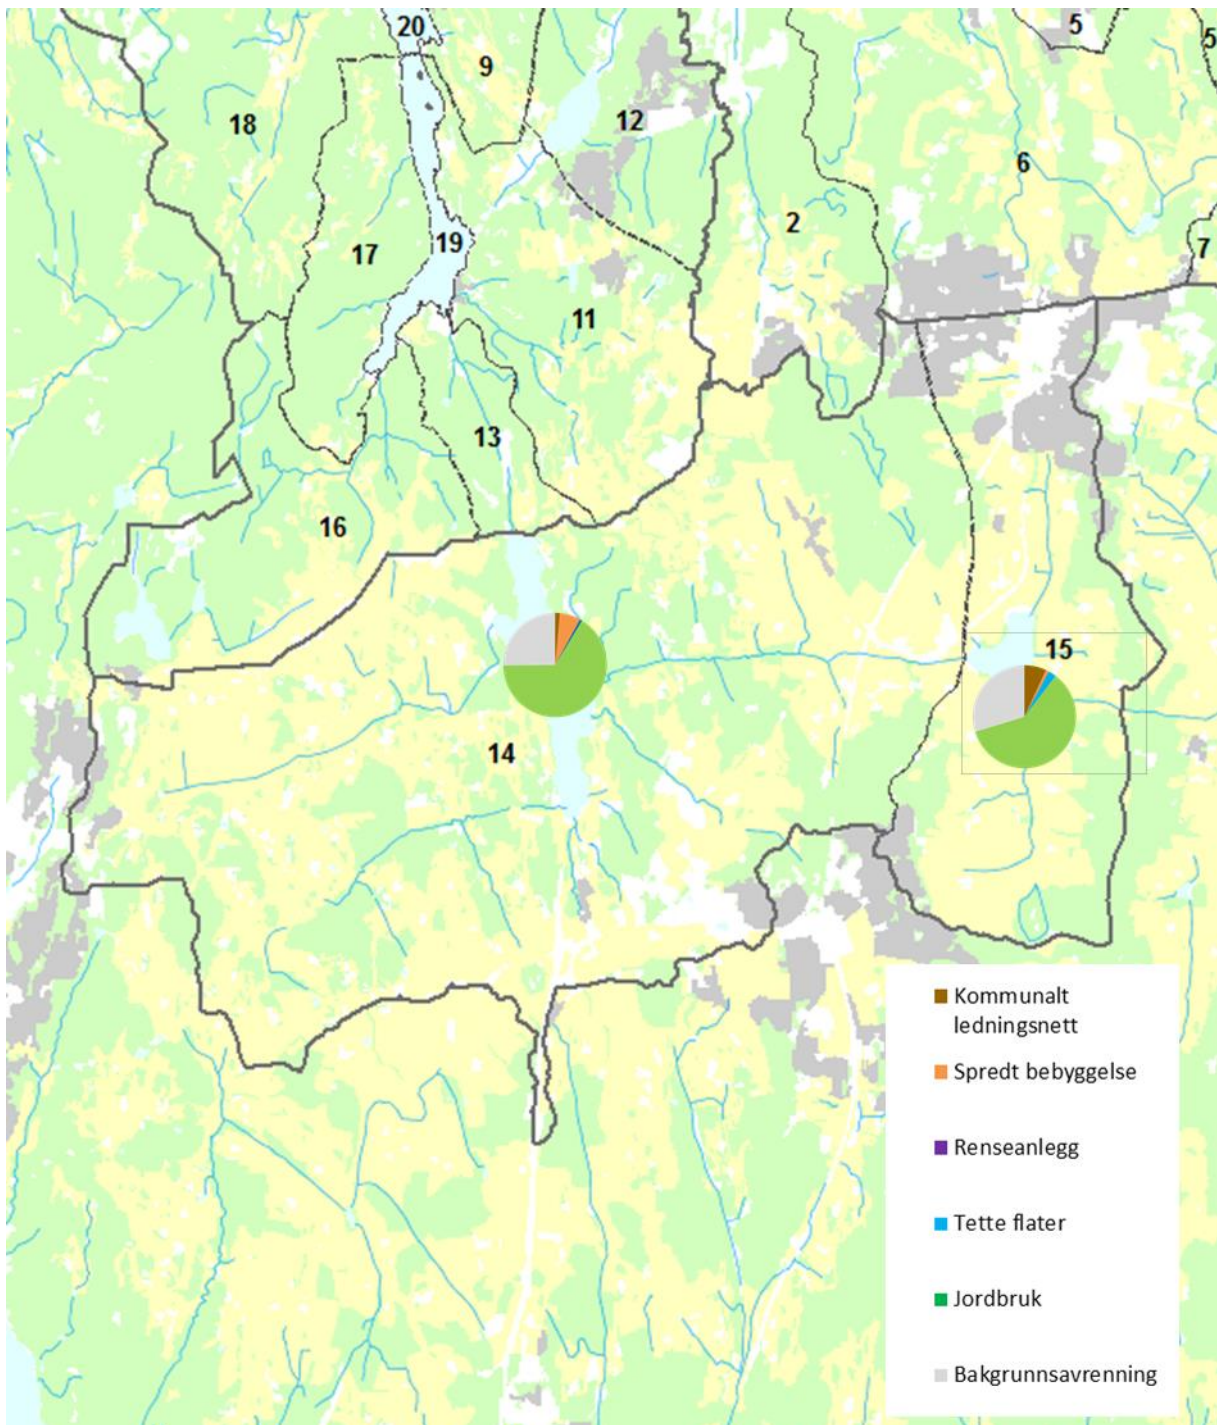 20
5
5
9
18
12
6
2
17
19
7
11
13
16
15
14
Kommunalt
ledningsnett
Spredt bebyggelse
Renseanlegg
Tette flater
Jordbruk
Bakgrunnsavrenning